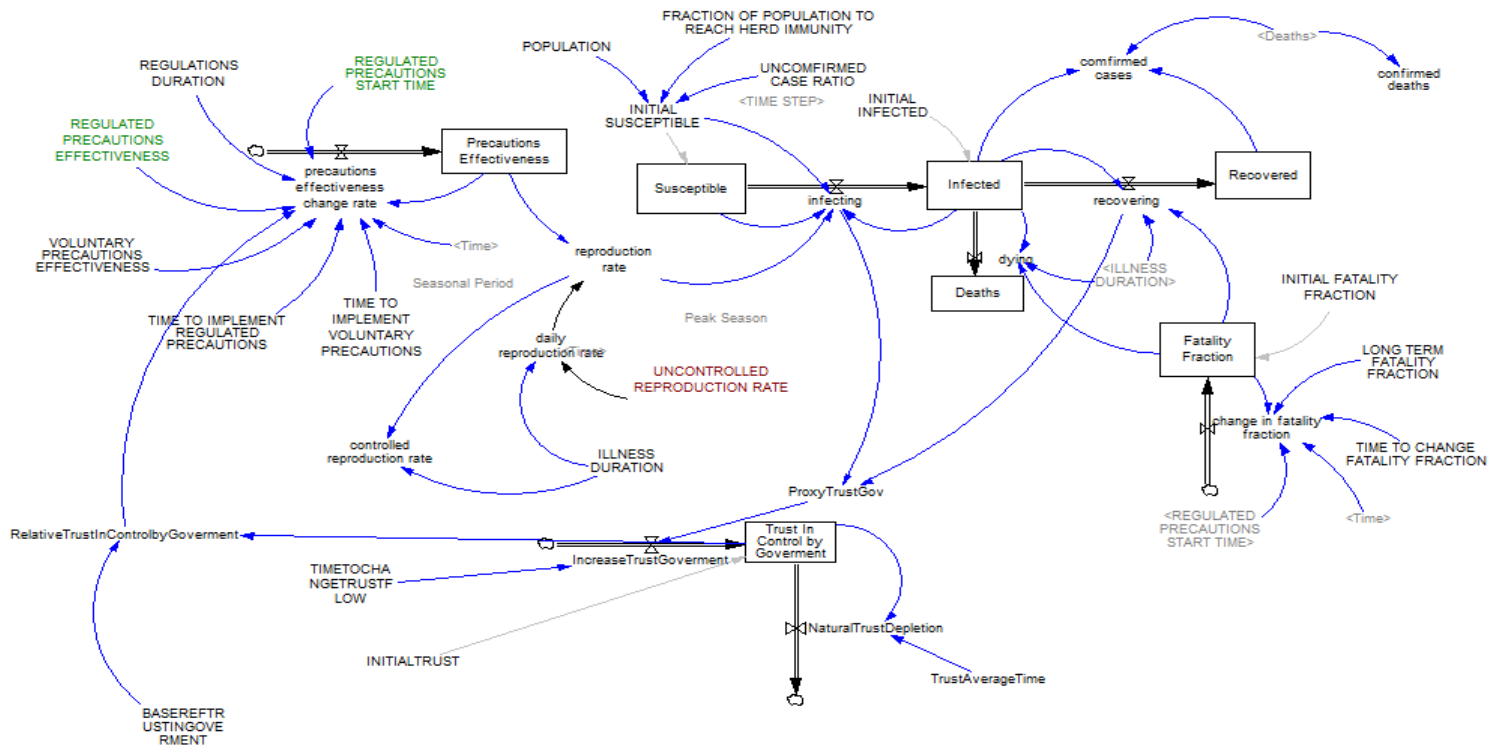 FRACTION OF POPULATION TO
REACH HERD IMMUNITY
POPULATION
UNCOMFIRMED
CASE RATIO
<TIME STEP>
INITIAL
SUSCEPTIBLE
INITIAL
INFECTED
<Deaths>
comfirmed
cases
confirmed
deaths
REGULATIONS
DURATION
REGULATED
PRECAUTIONS
START TIME
REGULATED
PRECAUTIONS
EFFECTIVENESS
Precautions
Effectiveness
precautions
effectiveness
change rate
Susceptible
infecting
Infected
recovering
Recovered
VOLUNTARY
PRECAUTIONS
EFFECTIVENESS
<Time>
reproduction
rate
dying
<ILLNESS
DURATION>
Deaths
INITIAL FATALITY
FRACTION
Seasonal Period
TIME TO IMPLEMENT
REGULATED
PRECAUTIONS
TIME TO
IMPLEMENT
VOLUNTARY
PRECAUTIONS
Peak Season
daily
reproduction rate
UNCONTROLLED
REPRODUCTION RATE
Fatality
Fraction
LONG TERM
FATALITY
FRACTION
change in fatality
fraction
TIME TO CHANGE
FATALITY FRACTION
controlled
reproduction rate
ILLNESS
DURATION
ProxyTrustGov
<REGULATED
PRECAUTIONS
START TIME>
<Time>
RelativeTrustInControlbyGoverment
Trust In
Control by
Goverment
IncreaseTrustGoverment
TIMETOCHA
NGETRUSTF
LOW
NaturalTrustDepletion
INITIALTRUST
TrustAverageTime
BASEREFTR
USTINGOVE
RMENT